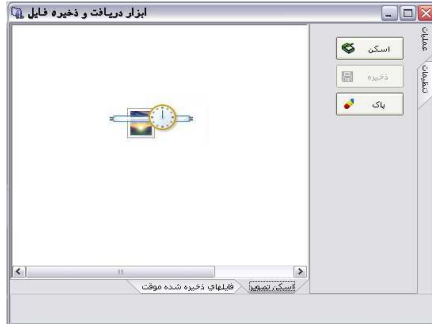 ابزار دریافت و ذخیره فایل
عملیات
تنظیمات
اسکن
ذخیره
پاک
اسکن تصویر
فایلهای ذخیره شده موقت